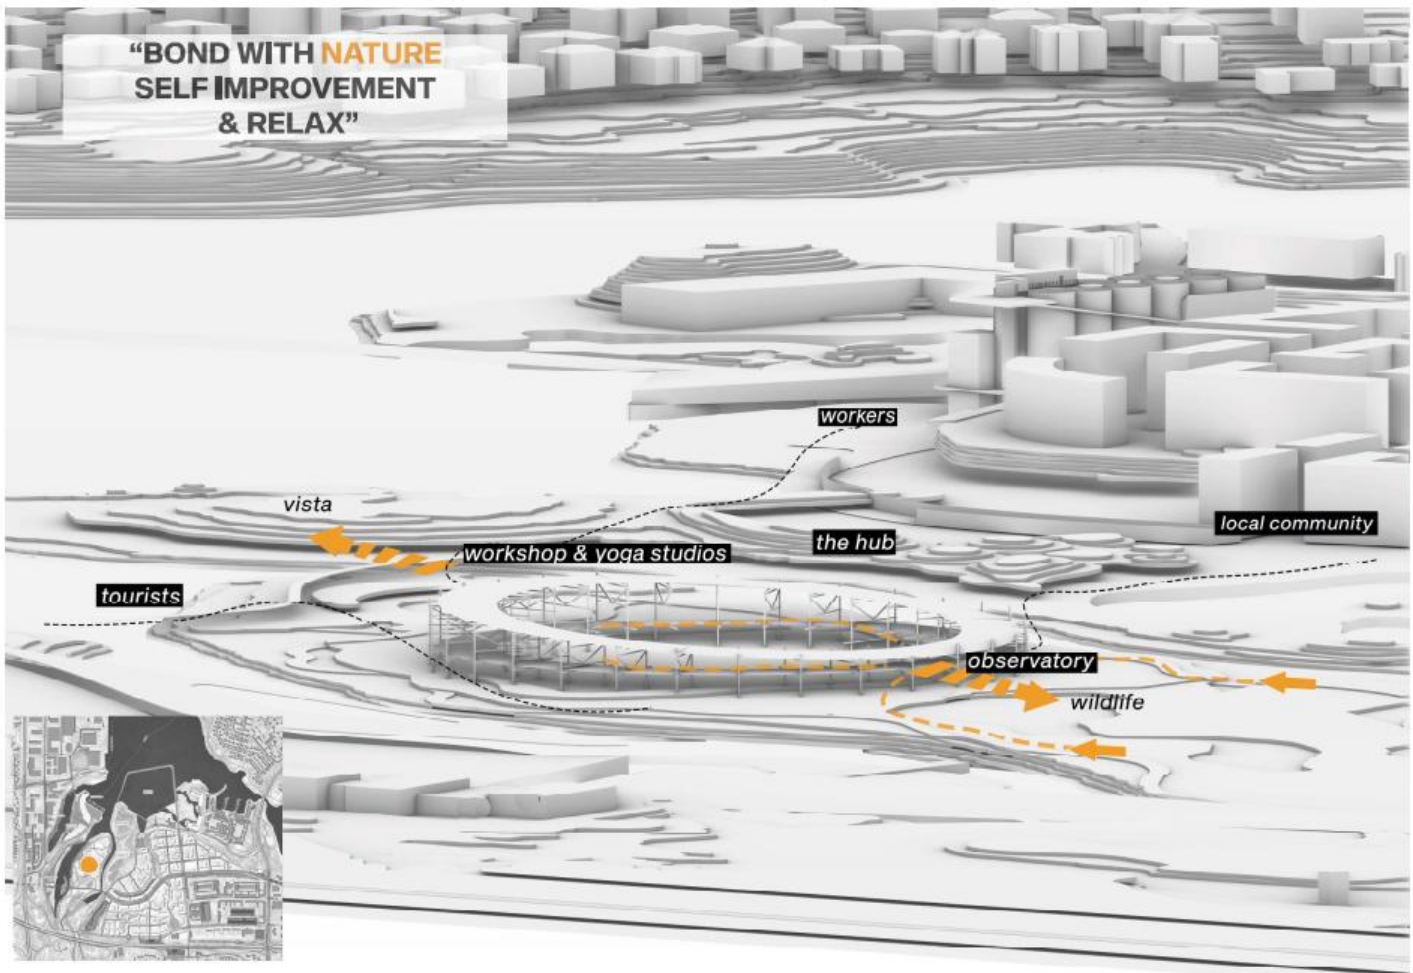 “BOND WITH NATURE
SELF IMPROVEMENT
& RELAX”
workers
vista
local community
the hub
workshop & yoga studios
tourists
observatory
wildlife